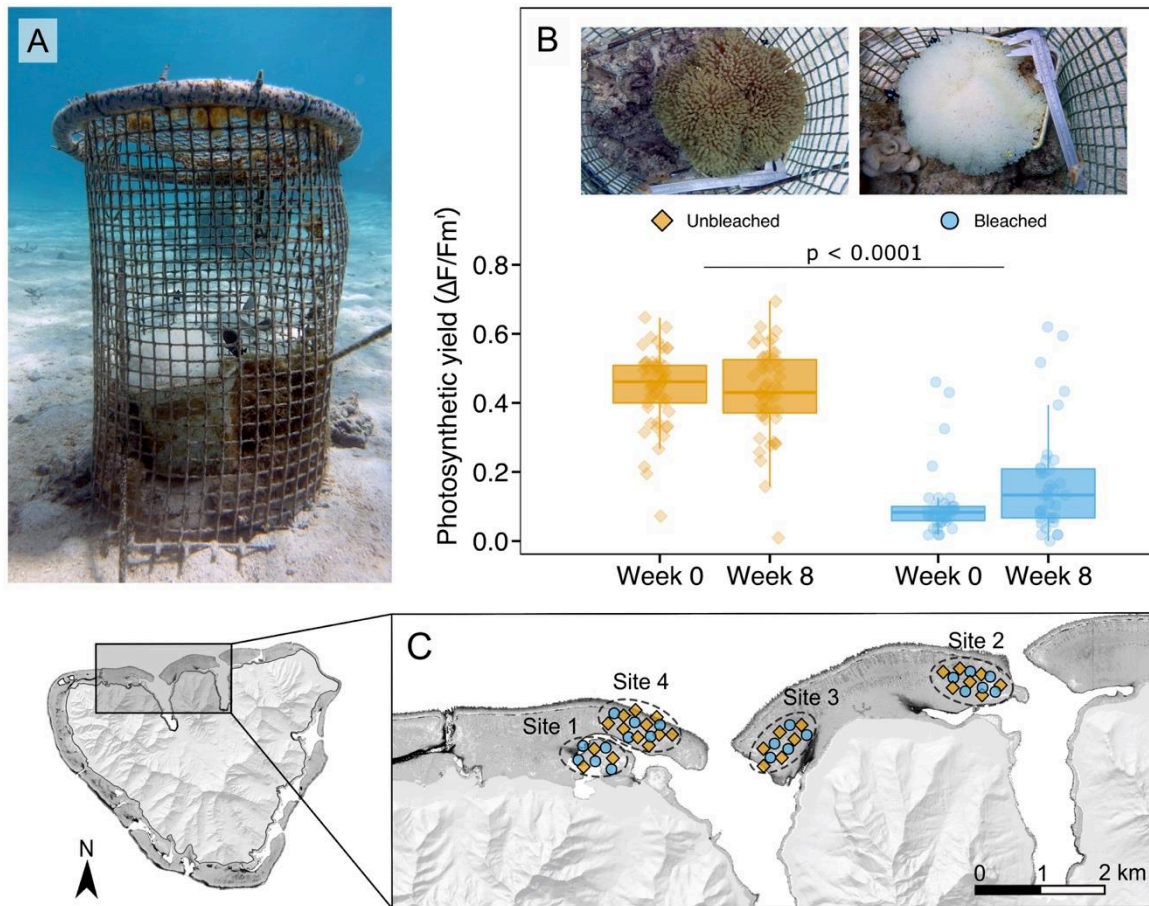 A
B
Unbleached
Bleached
p < 0.0001
Photosynthetic yield (ΔF/Fm')
0.8
0.6
0.4
0.2
0.0
Week 0
Week 8
Week 0
Week 8
N
C
Site 1
Site 4
Site 3
Site 2
0 1 2 km